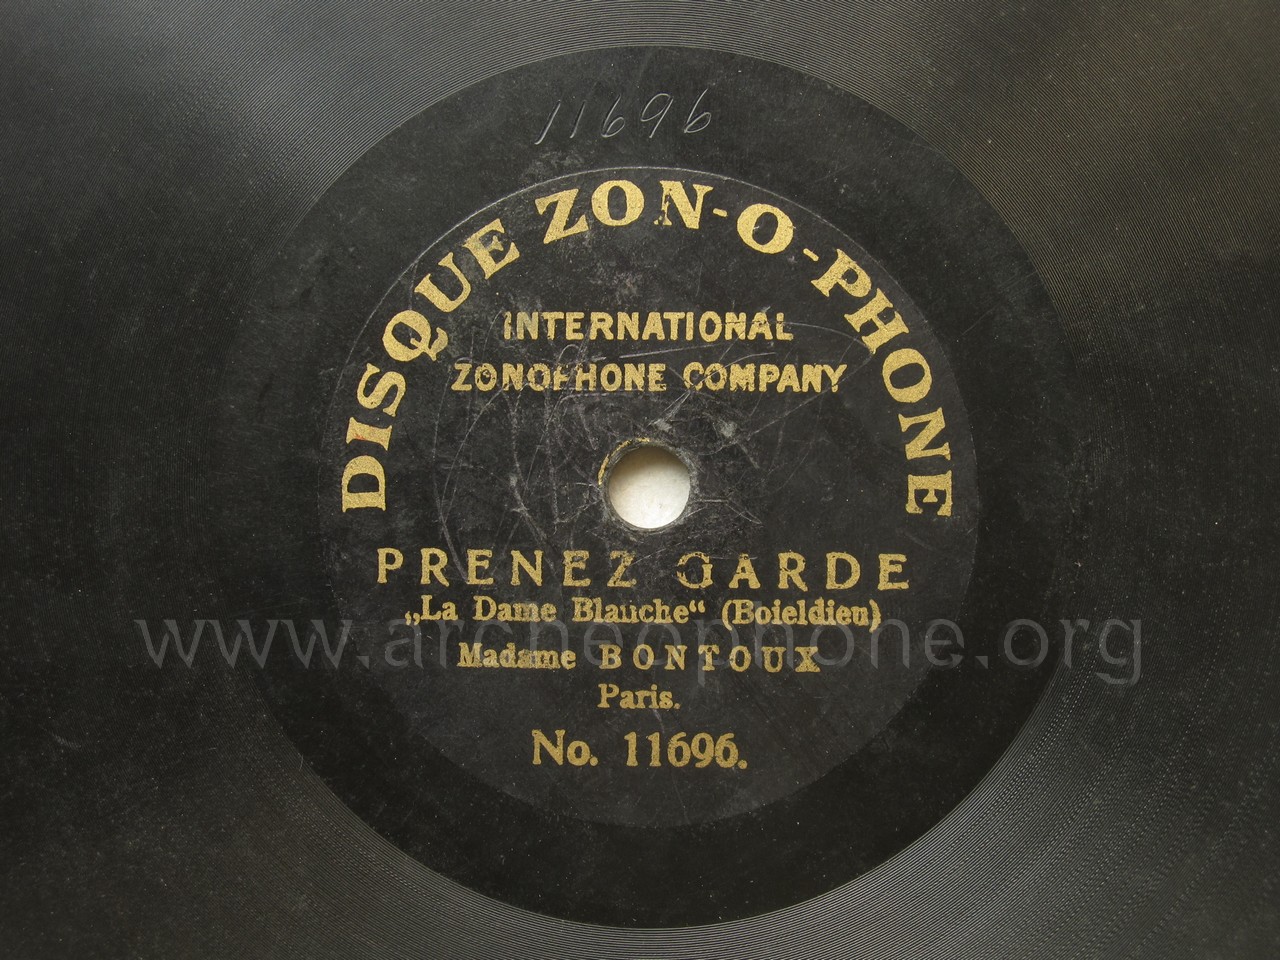 11696
DISQUE ZON-O-PHONE
INTERNATIONAL
ZONOPHONE COMPANY
PRENEZ GARDE
„La Dame Blanche“ (Boieldieu)
www.archeophone.org
Madame BONTOUX
Paris.
No. 11696.